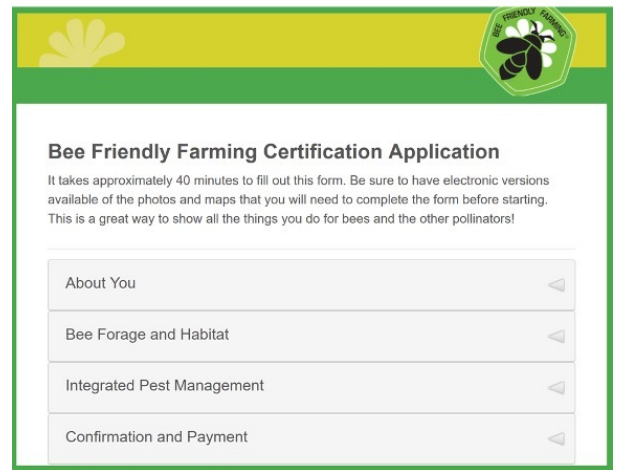 BEE FRIENDLY FARMING
Bee Friendly Farming Certification Application
It takes approximately 40 minutes to fill out this form. Be sure to have electronic versions
available of the photos and maps that you will need to complete the form before starting.
This is a great way to show all the things you do for bees and the other pollinators!
About You
Bee Forage and Habitat
Integrated Pest Management
Confirmation and Payment